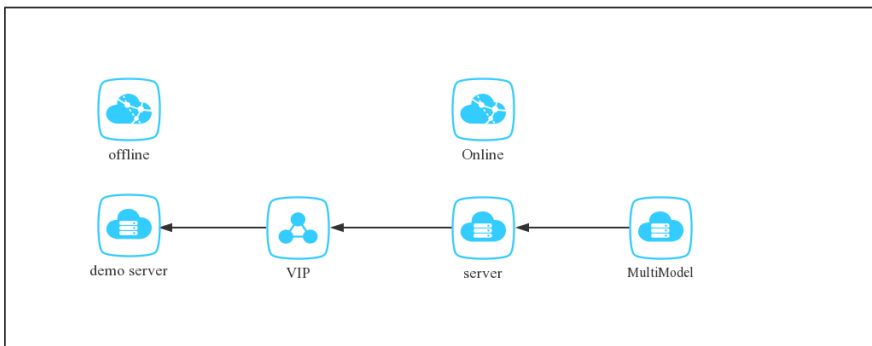 offline
Online
demo server
VIP
server
MultiModel